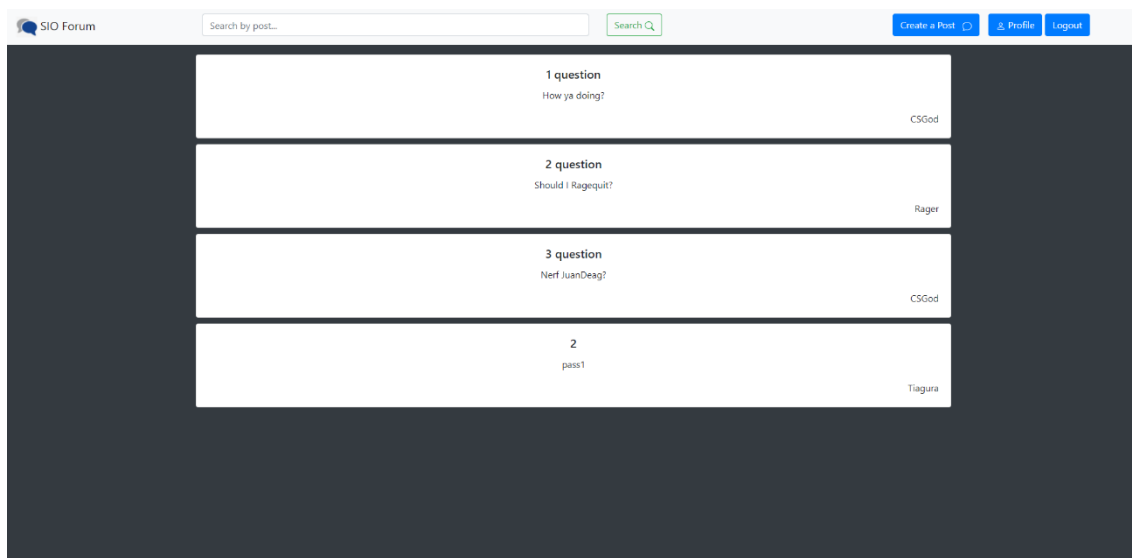 SIO Forum
Search by post...
Search
Create a Post
Profile
Logout
1 question
How ya doing?
CSGod
2 question
Should I Ragequit?
Rager
3 question
Nerf JuanDeag?
CSGod
2
pass1
Tiagura